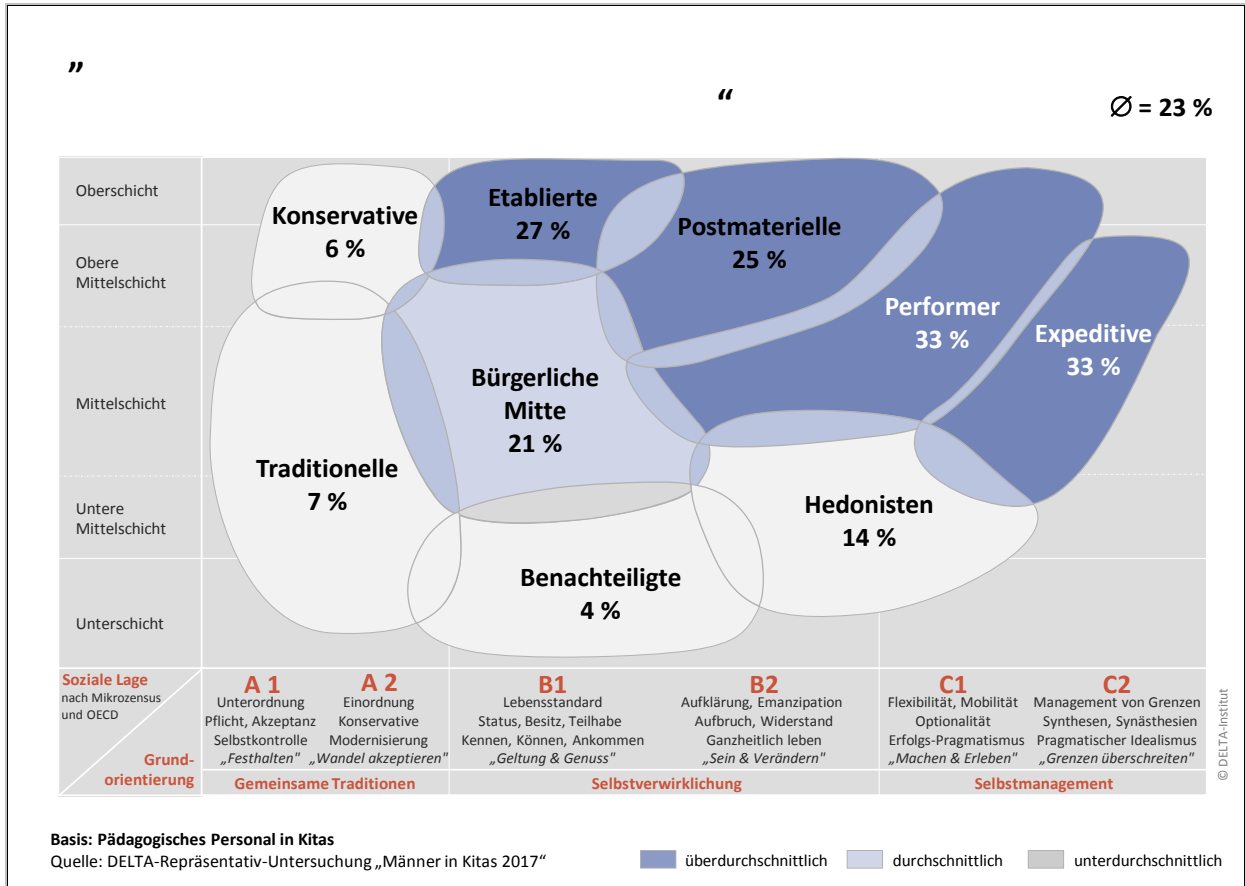 „
“
Ø = 23 %
Oberschicht
Obere
Mittelschicht
Mittelschicht
Untere
Mittelschicht
Unterschicht
Konservative
6 %
Etablierte
27 %
Postmaterielle
25 %
Performer
33 %
Expeditive
33 %
Bürgerliche
Mitte
21 %
Traditionelle
7 %
Hedonisten
14 %
Benachteiligte
4 %
Soziale Lage
nach Mikrozensus
und OECD
Grund-
orientierung
A 1
Unterordnung
Pflicht, Akzeptanz
Selbstkontrolle
„Festhalten“
A 2
Einordnung
Konservative
Modernisierung
„Wandel akzeptieren“
B1
Lebensstandard
Status, Besitz, Teilhabe
Kennen, Können, Ankommen
„Geltung & Genuss“
B2
Aufklärung, Emanzipation
Aufbruch, Widerstand
Ganzheitlich leben
„Sein & Verändern“
C1
Flexibilität, Mobilität
Optionalität
Erfolgs-Pragmatismus
„Machen & Erleben“
C2
Management von Grenzen
Synthesen, Synästhesien
Pragmatischer Idealismus
„Grenzen überschreiten“
Gemeinsame Traditionen
Selbstverwirklichung
Selbstmanagement
© DELTA-Institut
Basis: Pädagogisches Personal in Kitas
Quelle: DELTA-Repräsentativ-Untersuchung „Männer in Kitas 2017“
überdurchschnittlich
durchschnittlich
unterdurchschnittlich